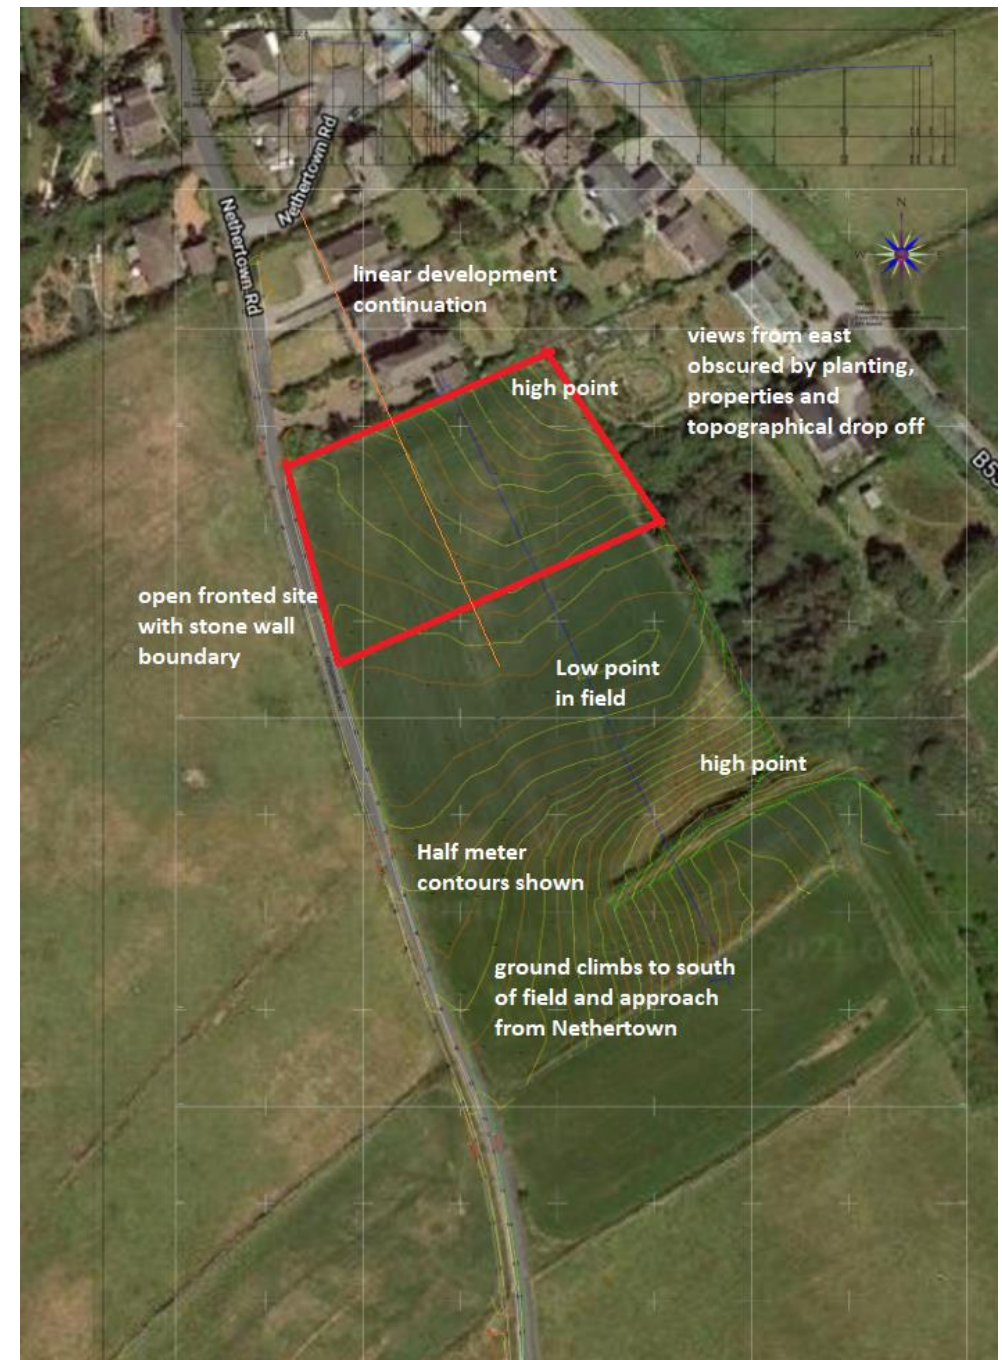 Nethertown Rd
Nethertown Rd
N
W
E
linear development
continuation
views from east
obscured by planting,
properties and
topographical drop off
high point
B53
open fronted site
with stone wall
boundary
Low point
in field
high point
Half meter
contours shown
ground climbs to south
of field and approach
from Nethertown